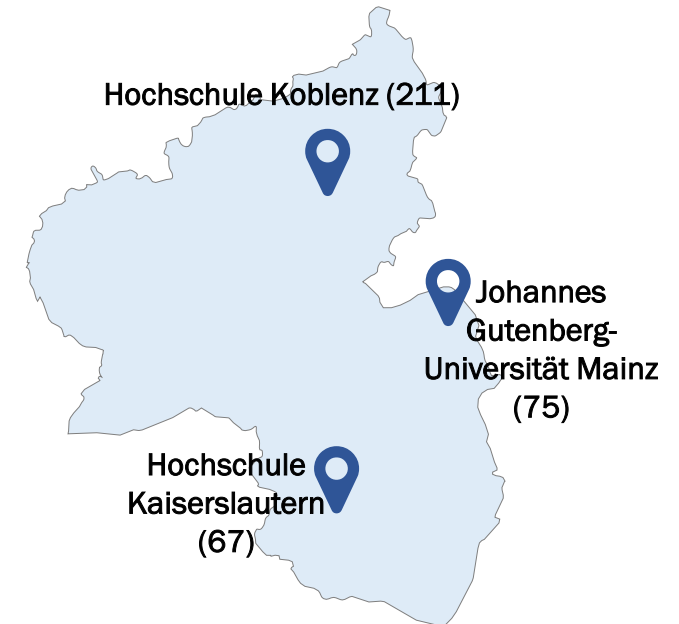 Hochschule Koblenz (211)
Johannes
Gutenberg-
Universität Mainz
(75)
Hochschule
Kaiserslautern
(67)